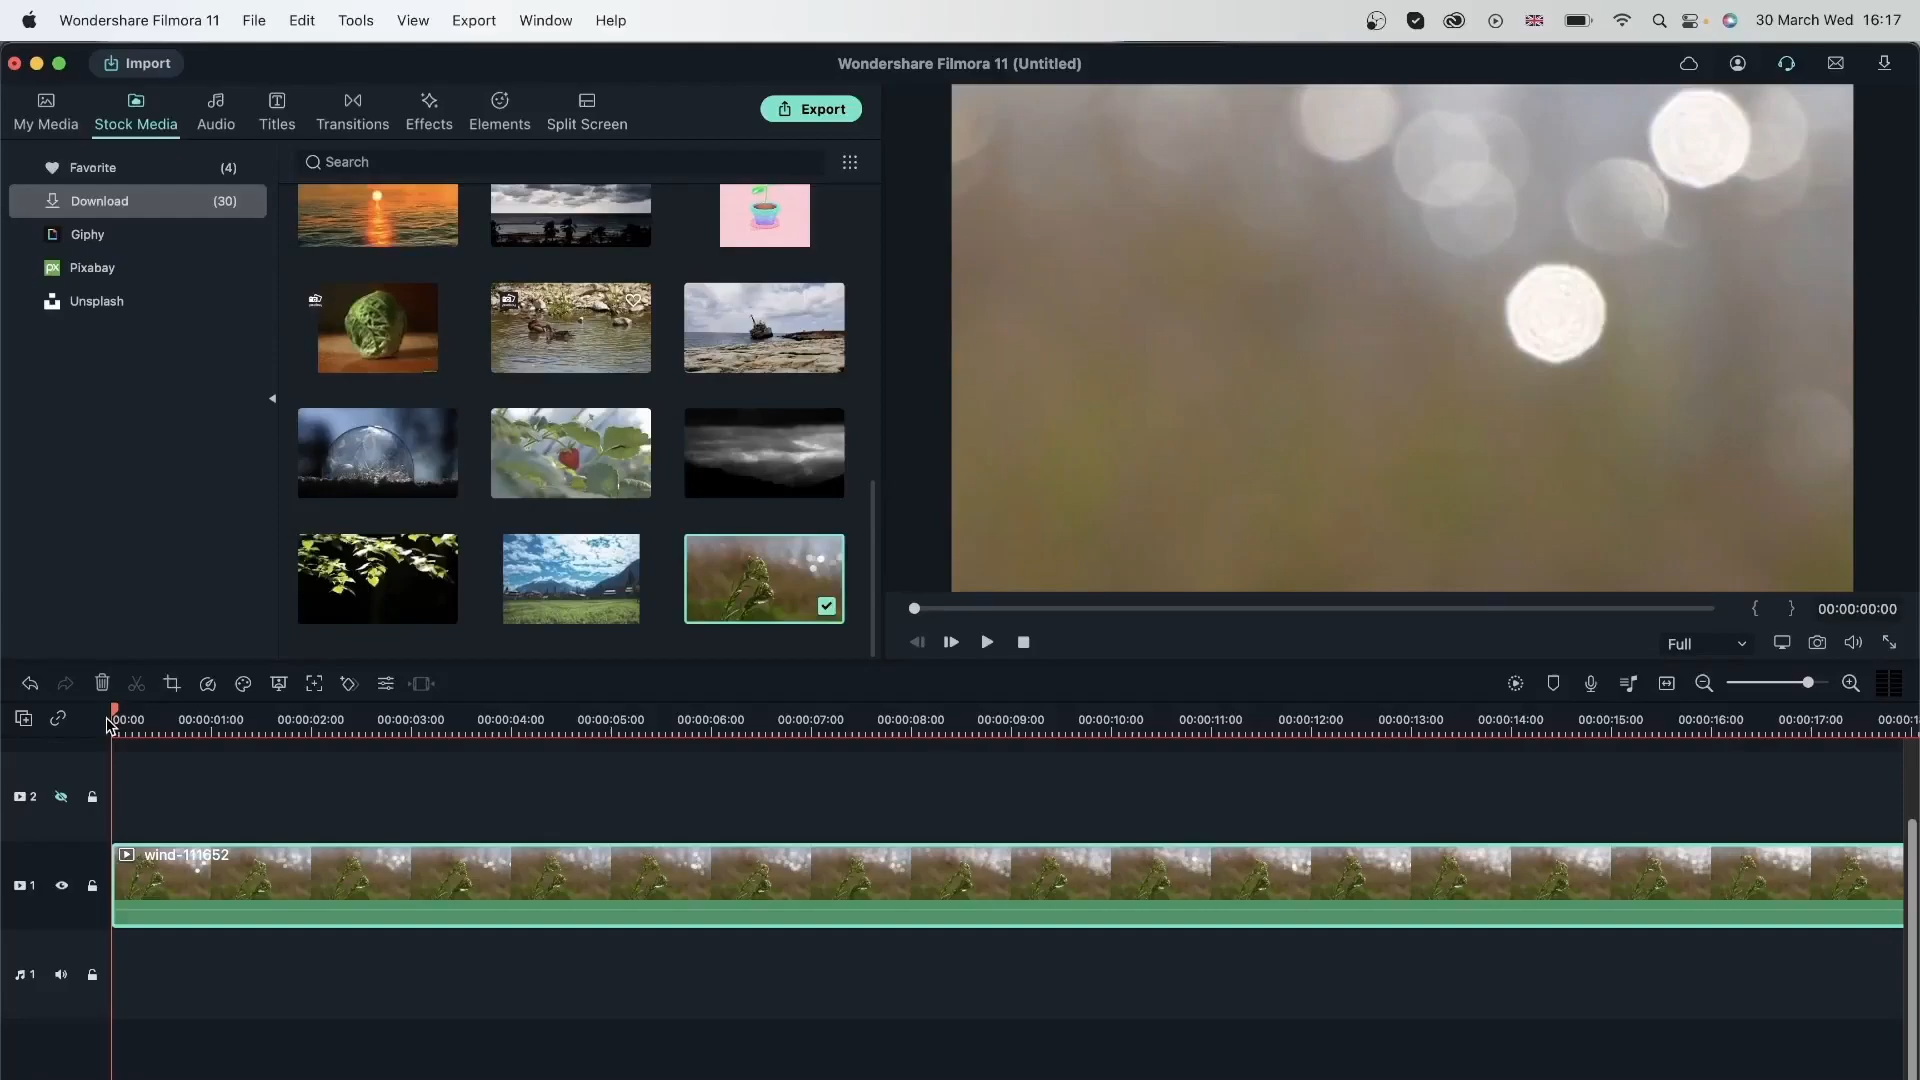 Wondershare Filmora 11 File Edit Tools View Export Window Help 30 March Wed 16:17
Import Wondershare Filmora 11 (Untitled)
My Media Stock Media Audio Titles Transitions Effects Elements Split Screen Export
Favorite (4)
Search
Download (30)
Giphy
Pixabay
Unsplash
00:00:00:00
Full
00:00 00:00:01:00 00:00:02:00 00:00:03:00 00:00:04:00 00:00:05:00 00:00:06:00 00:00:07:00 00:00:08:00 00:00:09:00 00:00:10:00 00:00:11:00 00:00:12:00 00:00:13:00 00:00:14:00 00:00:15:00 00:00:16:00 00:00:17:00 00:00:1
2
wind-111652
1
1